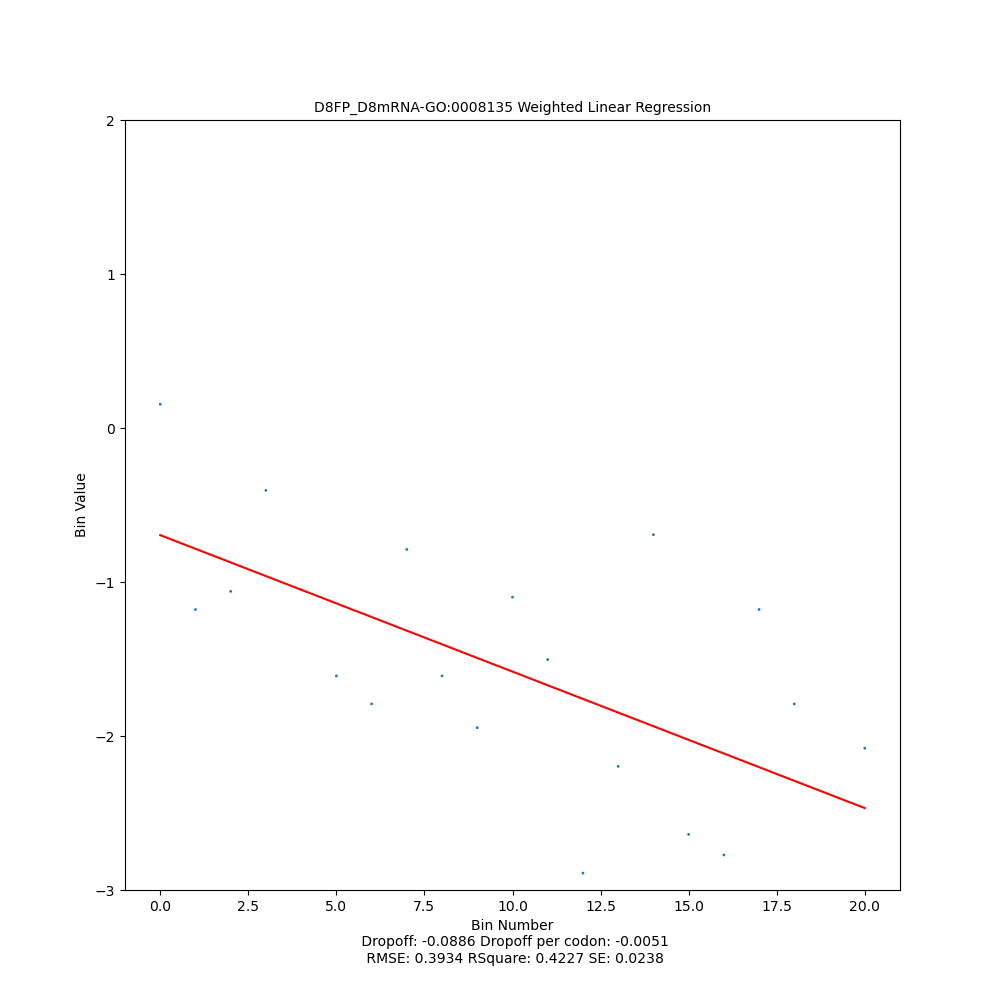 D8FP_D8mRNA-GO:0008135 Weighted Linear Regression
2
1
0
−1
−2
−3
Bin Value
0.0 2.5 5.0 7.5 10.0 12.5 15.0 17.5 20.0
Bin Number
Dropoff: -0.0886 Dropoff per codon: -0.0051
RMSE: 0.3934 RSquare: 0.4227 SE: 0.0238